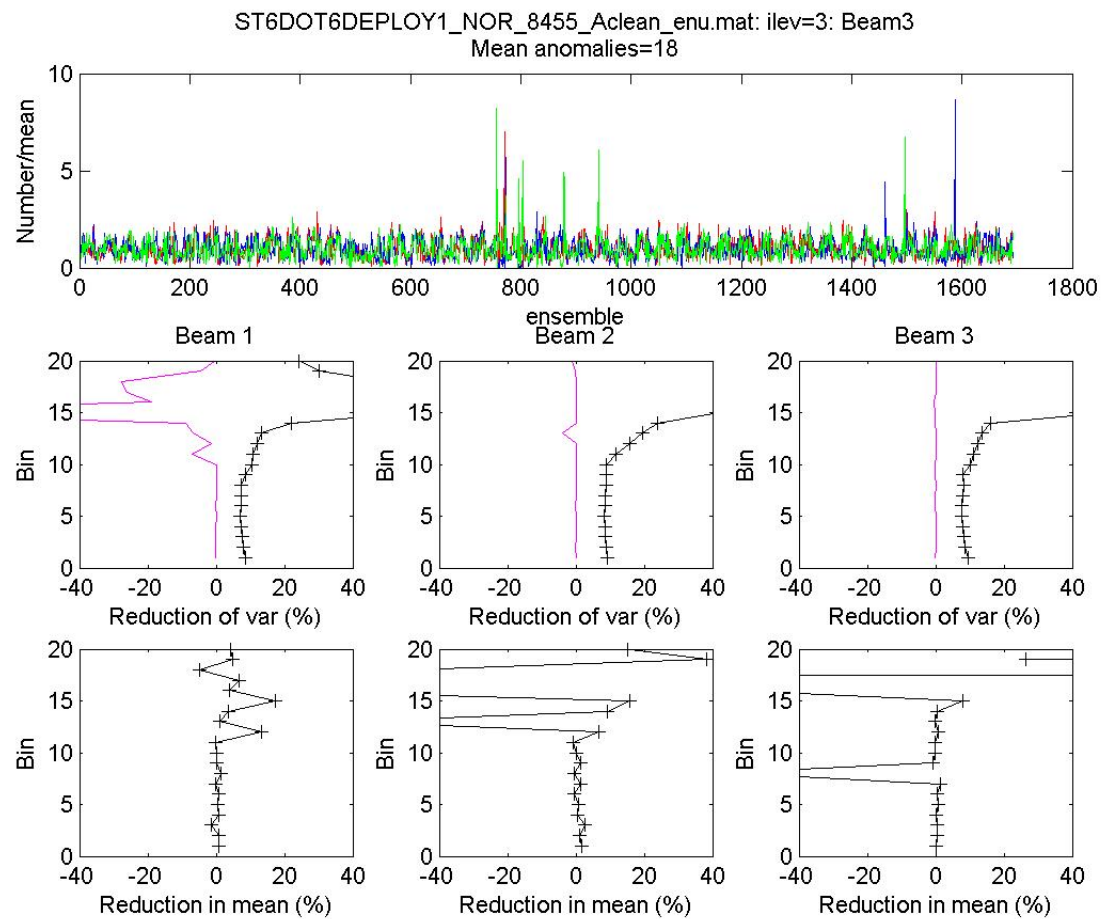 ST6DOT6DEPLOY1_NOR_8455_Aclean_enu.mat: ilev=3: Beam3
Mean anomalies=18
10
5
0
Number/mean
0 200 400 600 800 1000 1200 1400 1600 1800
ensemble
Beam 1 Beam 2 Beam 3
20 20 20
15 15 15
Bin Bin Bin
10 10 10
5 5 5
0 0 0
-40 -20 0 20 40 -40 -20 0 20 40 -40 -20 0 20 40
Reduction of var (%) Reduction of var (%) Reduction of var (%)
20 20 20
15 15 15
Bin Bin Bin
10 10 10
5 5 5
0 0 0
-40 -20 0 20 40 -40 -20 0 20 40 -40 -20 0 20 40
Reduction in mean (%) Reduction in mean (%) Reduction in mean (%)